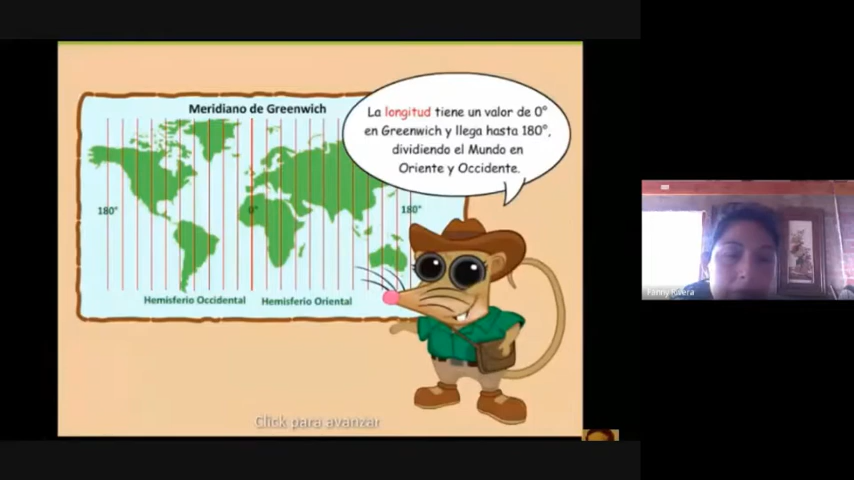 Meridiano de Greenwich
La longitud tiene un valor de 0°
en Greenwich y llega hasta 180°,
dividiendo el Mundo en
Oriente y Occidente.
180°
0°
180°
Hemisferio Occidental
Hemisferio Oriental
Click para avanzar
Fanny Rivera